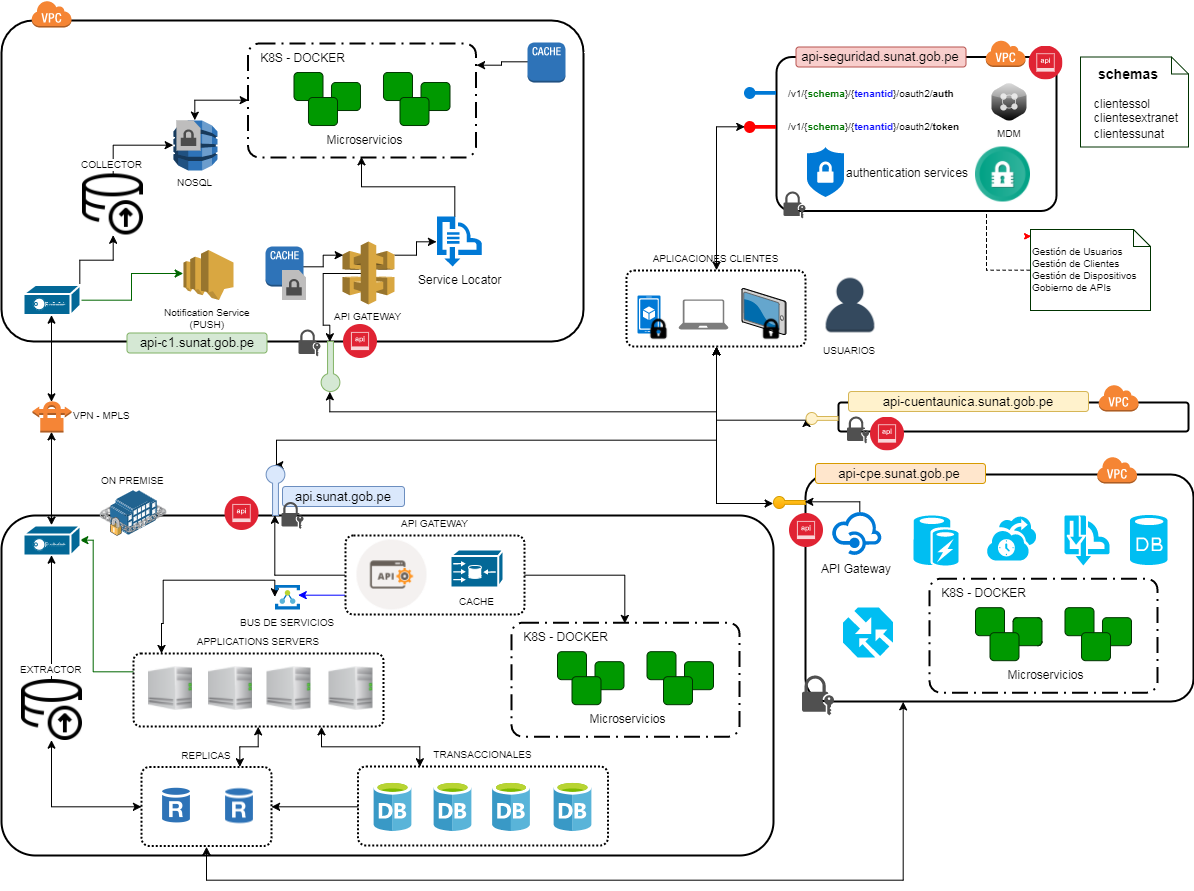 VPC
K8S - DOCKER
Microservicios
CACHE
COLLECTOR
NOSQL
CACHE
Service Locator
Notification Service
(PUSH)
API GATEWAY
api-c1.sunat.gob.pe
api
VPN - MPLS
api-seguridad.sunat.gob.pe
VPC
api
/v1/{schema}/{tenantid}/oauth2/auth
/v1/{schema}/{tenantid}/oauth2/token
MDM
authentication services
schemas
clientessol
clientesextranet
clientessunat
Gestión de Usuarios
Gestión de Clientes
Gestión de Dispositivos
Gobierno de APIs
APLICACIONES CLIENTES
USUARIOS
api-cuentaunica.sunat.gob.pe
VPC
api
api-cpe.sunat.gob.pe
VPC
api
API Gateway
DB
K8S - DOCKER
Microservicios
ON PREMISE
api
api.sunat.gob.pe
API GATEWAY
API
CACHE
BUS DE SERVICIOS
APPLICATIONS SERVERS
K8S - DOCKER
Microservicios
EXTRACTOR
REPLICAS
R
R
TRANSACCIONALES
DB
DB
DB
DB